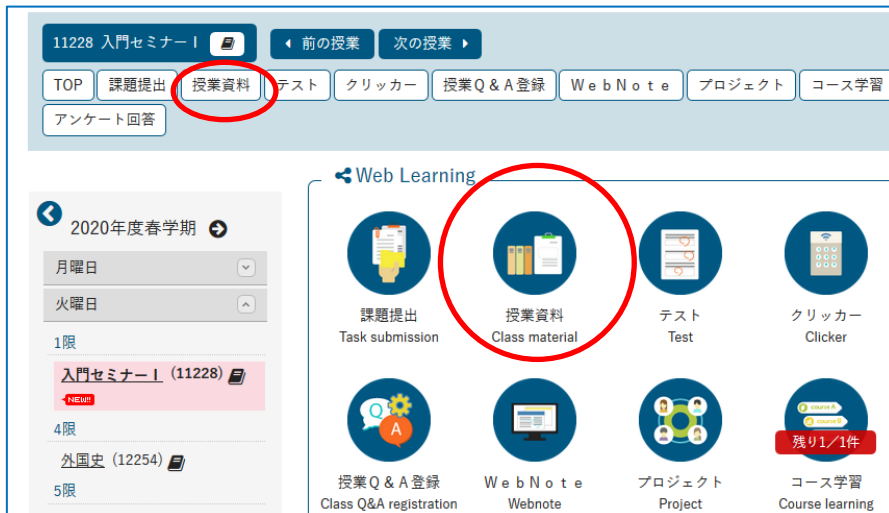 11228 入門セミナーⅠ
前の授業
次の授業
TOP
課題提出
授業資料
テスト
クリッカー
授業Q＆A登録
ＷｅｂＮｏｔｅ
プロジェクト
コース学習
アンケート回答
2020年度春学期
月曜日
火曜日
1限
入門セミナーⅠ (11228)
NEW!!
4限
外国史 (12254)
5限
Web Learning
課題提出
Task submission
授業資料
Class material
テスト
Test
クリッカー
Clicker
Q
A
授業Q＆A登録
Class Q&A registration
ＷｅｂＮｏｔｅ
Webnote
プロジェクト
Project
course A
course B
残り1／1件
コース学習
Course learning